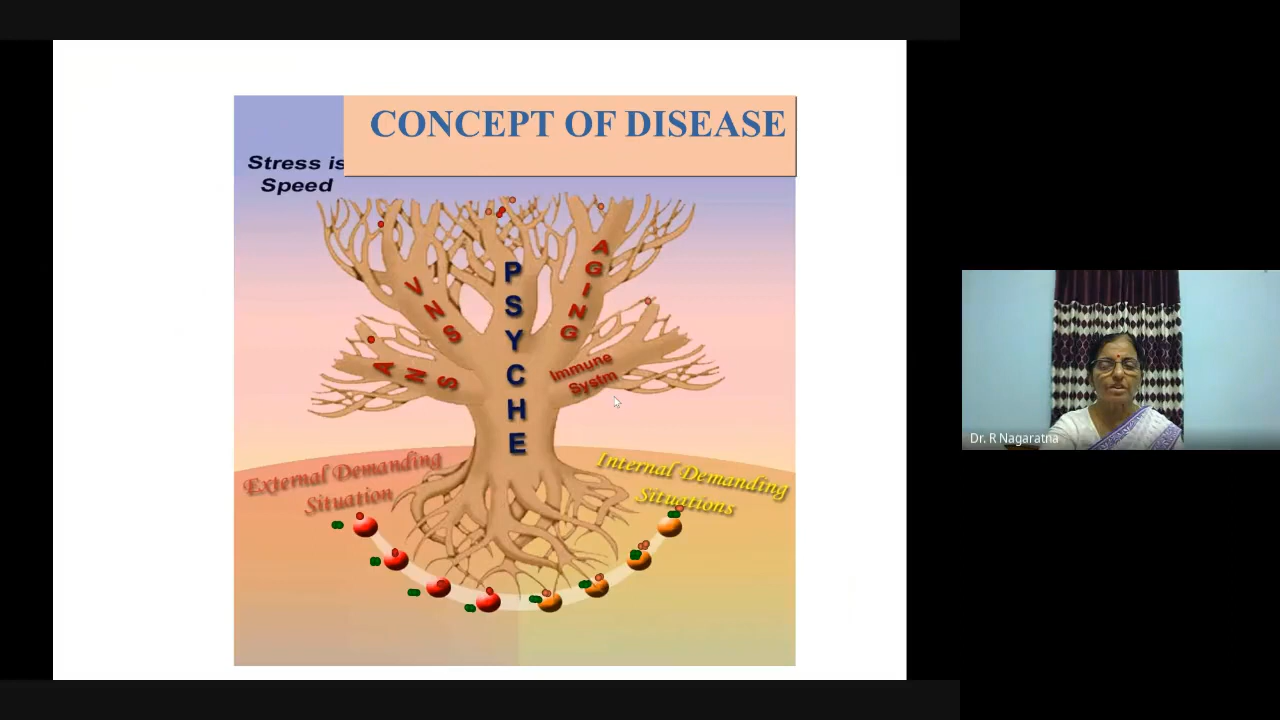 CONCEPT OF DISEASE
Stress is
Speed
VNS
PSYCHE
AGING
ANS
Immune
Systm
External Demanding
Situation
Internal Demanding
Situations
Dr. R Nagaratna